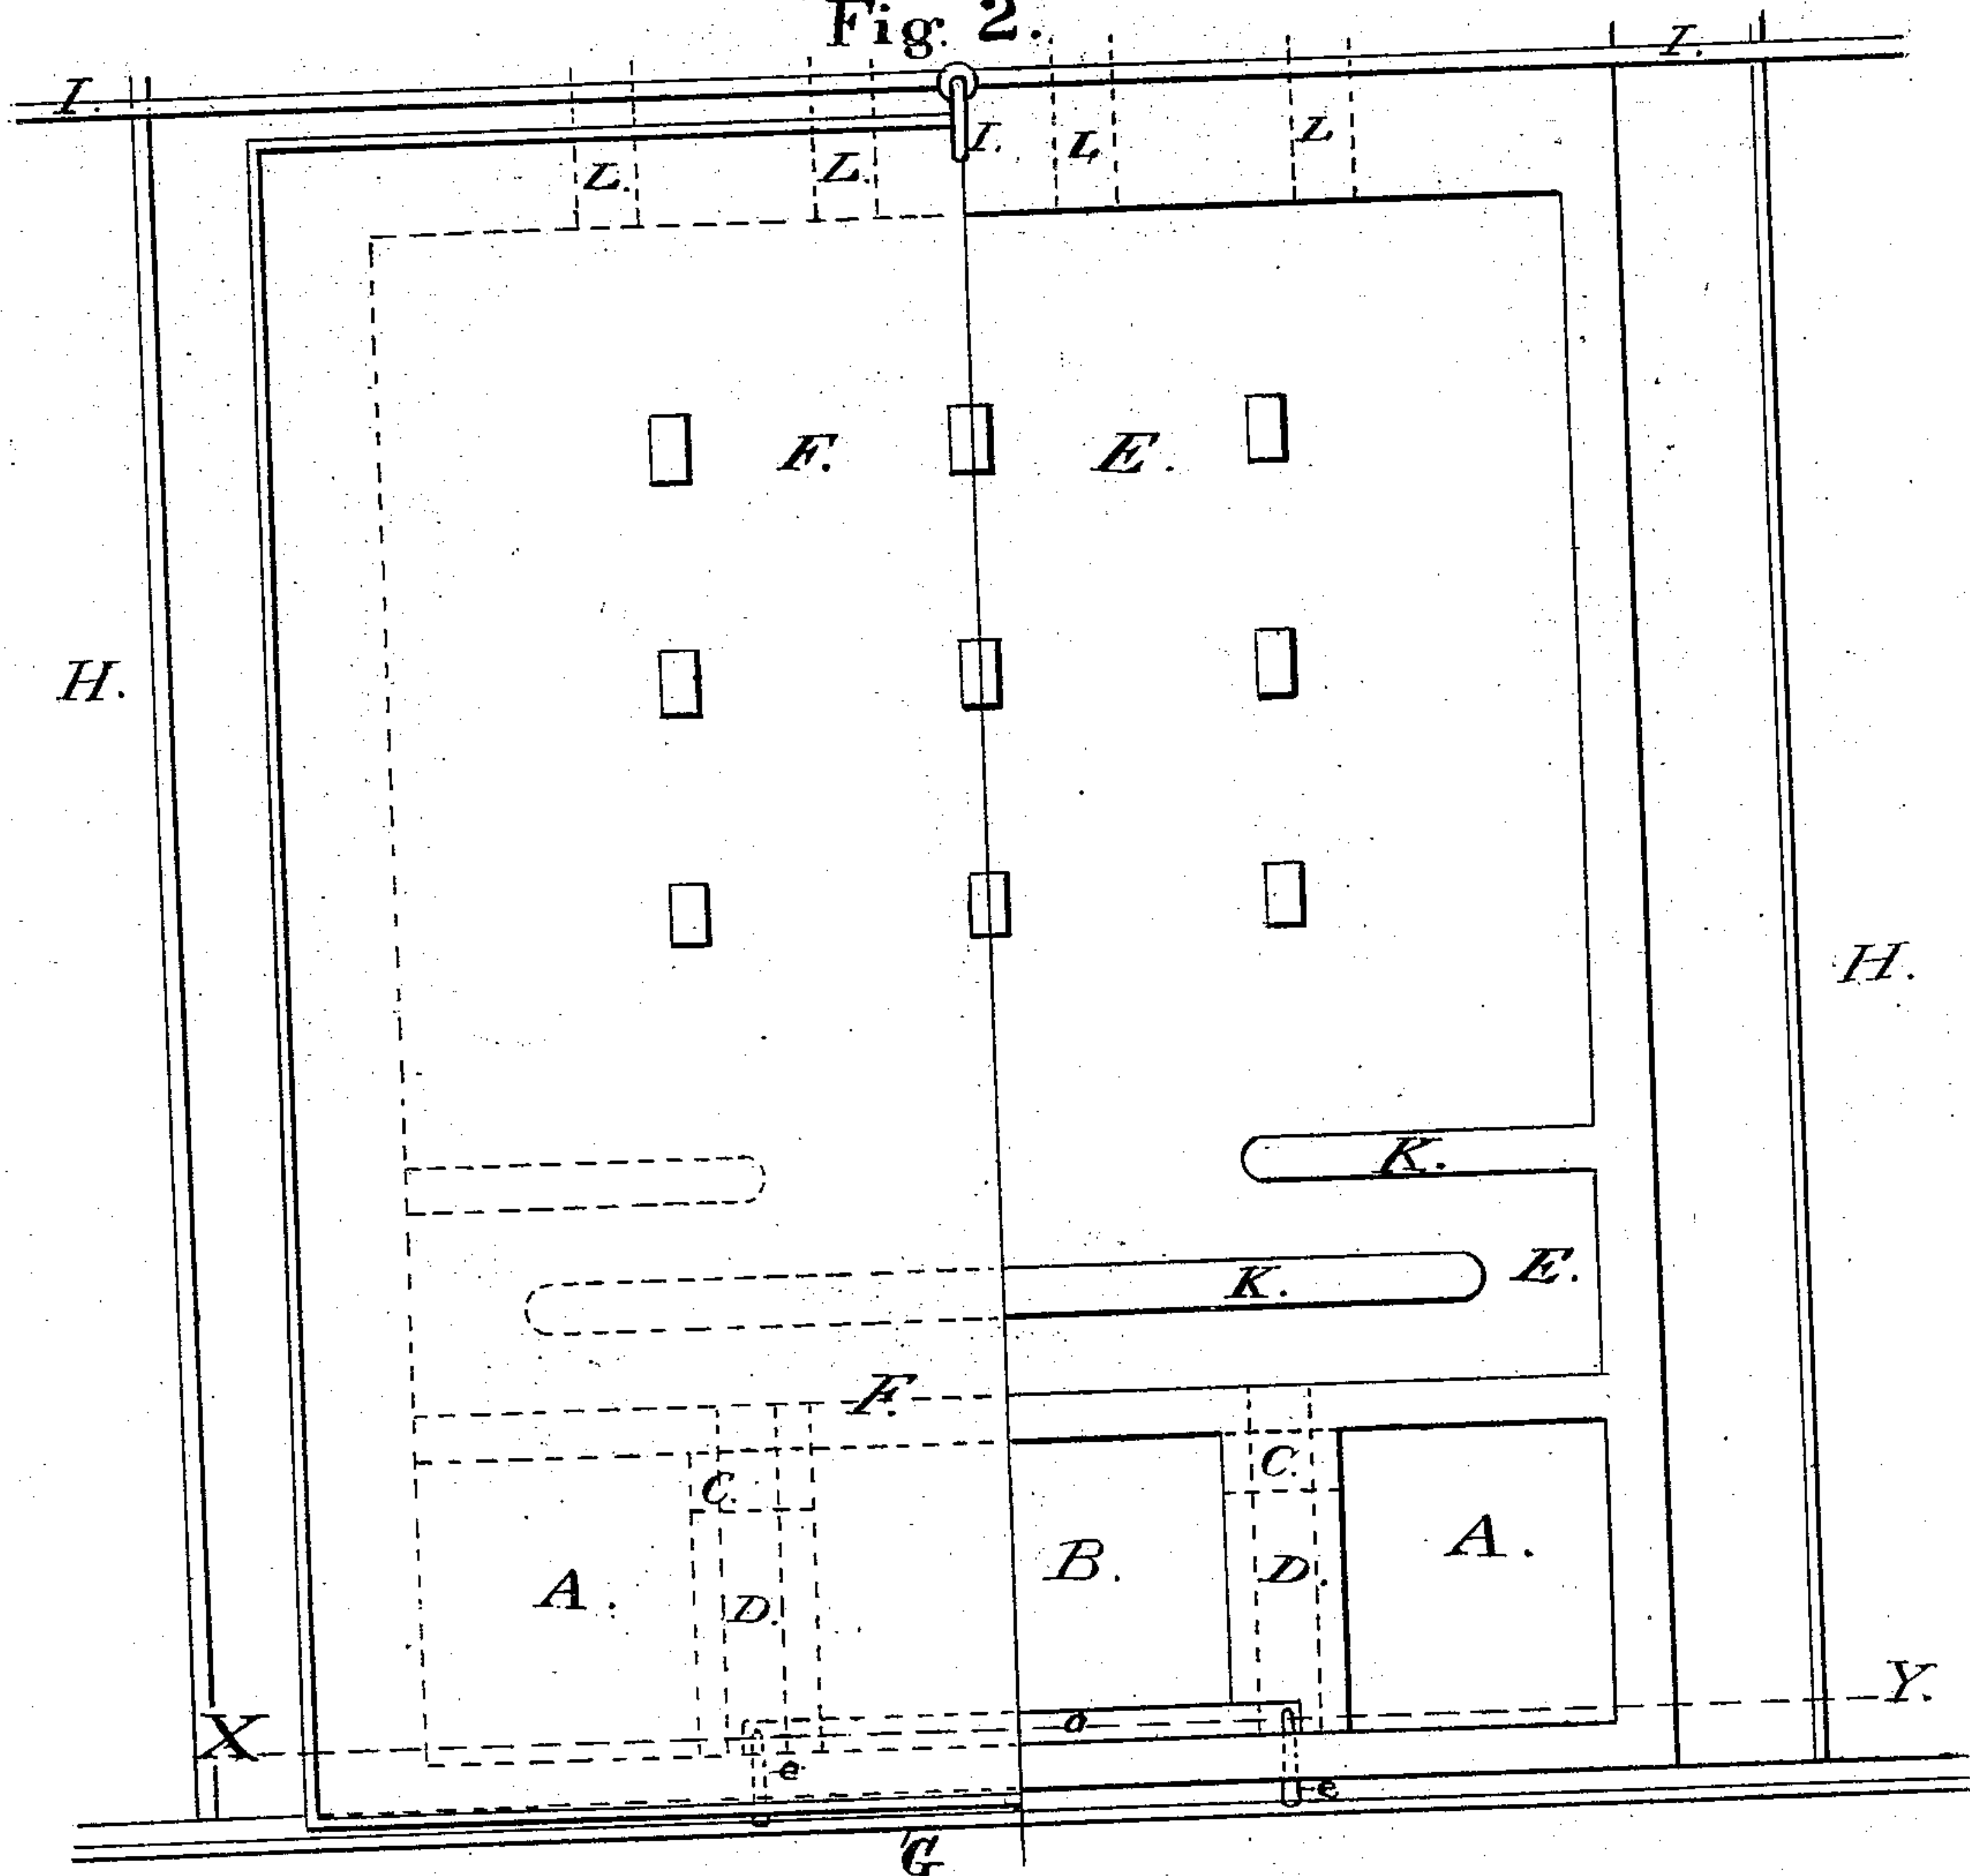 Fig. 2.
I.
I.
I.
L.
L.
L
L
F.
E.
H.
H.
K.
K.
E.
F.
C.
C.
A.
D.
B.
D.
A.
X
Y.
o
e
e
G